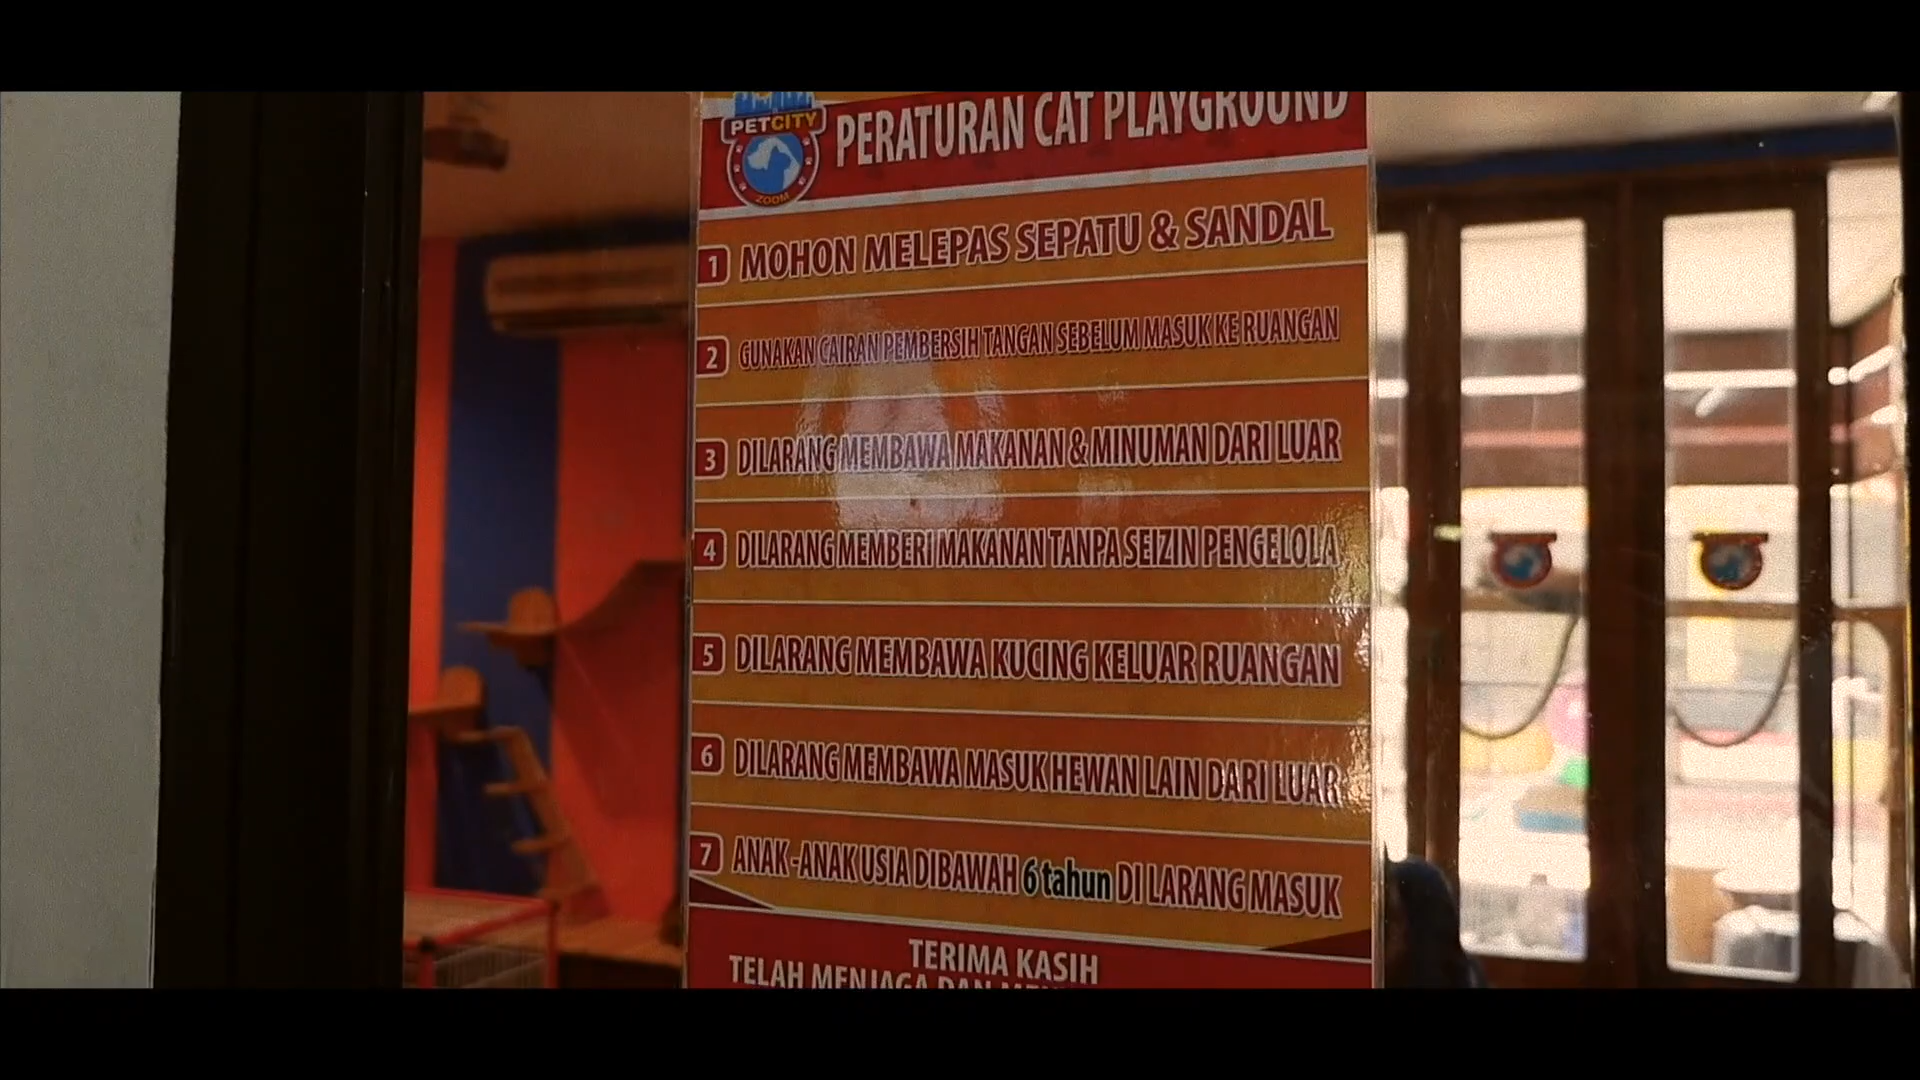 PETCITY
ZOOM
PERATURAN CAT PLAYGROUND
1 MOHON MELEPAS SEPATU & SANDAL
2 GUNAKAN CAIRAN PEMBERSIH TANGAN SEBELUM MASUK KE RUANGAN
3 DILARANG MEMBAWA MAKANAN & MINUMAN DARI LUAR
4 DILARANG MEMBERI MAKANAN TANPA SEIZIN PENGELOLA
5 DILARANG MEMBAWA KUCING KELUAR RUANGAN
6 DILARANG MEMBAWA MASUK HEWAN LAIN DARI LUAR
7 ANAK-ANAK USIA DIBAWAH 6 tahun DI LARANG MASUK
TERIMA KASIH
TELAH MENJAGA DAN